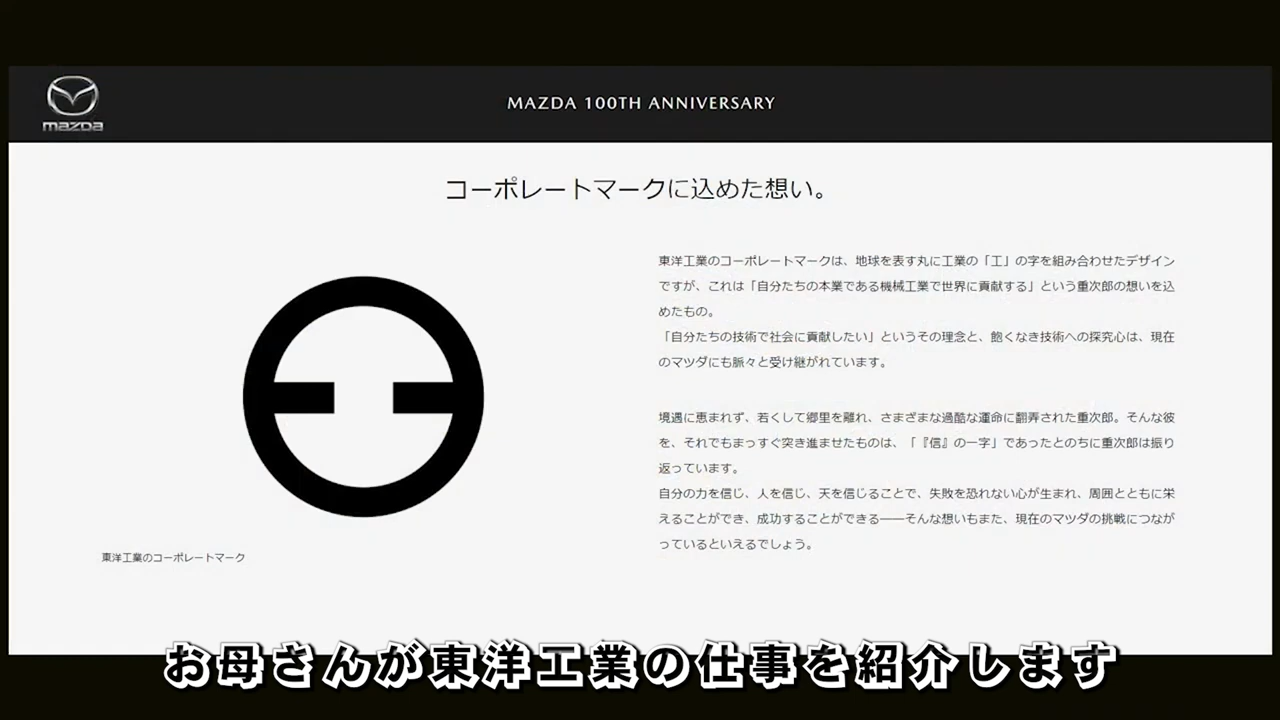 mazda
MAZDA 100TH ANNIVERSARY
コーポレートマークに込めた想い。
東洋工業のコーポレートマークは、地球を表す丸に工業の「工」の字を組み合わせたデザイン
ですが、これは「自分たちの本業である機械工業で世界に貢献する」という重次郎の想いを込
めたもの。
「自分たちの技術で社会に貢献したい」というその理念と、飽くなき技術への探究心は、現在
のマツダにも脈々と受け継がれています。
境遇に恵まれず、若くして郷里を離れ、さまざまな過酷な運命に翻弄された重次郎。そんな彼
を、それでもまっすぐ突き進ませたものは、「『信』の一字」であったとのちに重次郎は振り
返っています。
自分の力を信じ、人を信じ、天を信じることで、失敗を恐れない心が生まれ、周囲とともに栄
えることができ、成功することができる――そんな想いもまた、現在のマツダの挑戦につなが
っているといえるでしょう。
東洋工業のコーポレートマーク
お母さんが東洋工業の仕事を紹介します